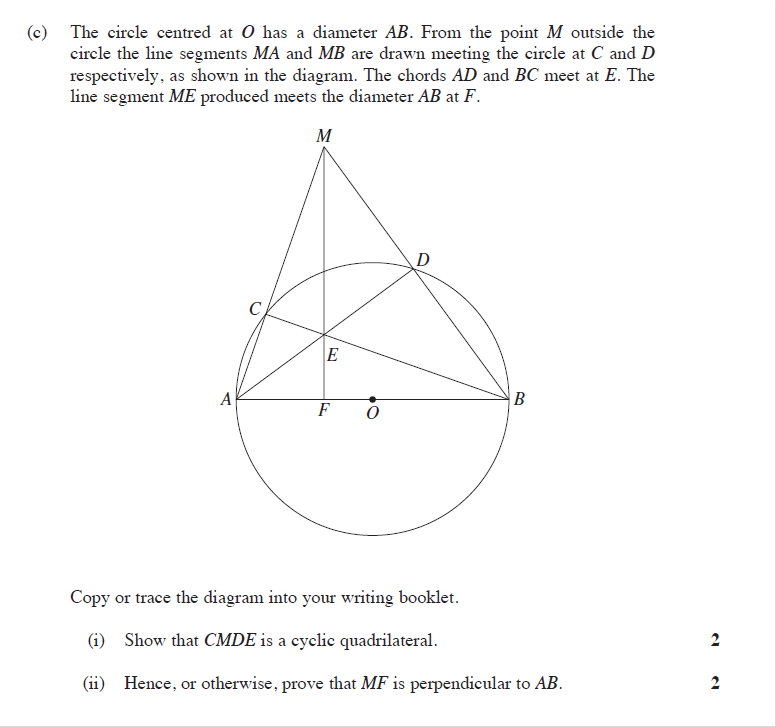 (c) The circle centred at O has a diameter AB. From the point M outside the
circle the line segments MA and MB are drawn meeting the circle at C and D
respectively, as shown in the diagram. The chords AD and BC meet at E. The
line segment ME produced meets the diameter AB at F.
M
D
C
E
A
B
F
O
Copy or trace the diagram into your writing booklet.
(i) Show that CMDE is a cyclic quadrilateral. 2
(ii) Hence, or otherwise, prove that MF is perpendicular to AB. 2